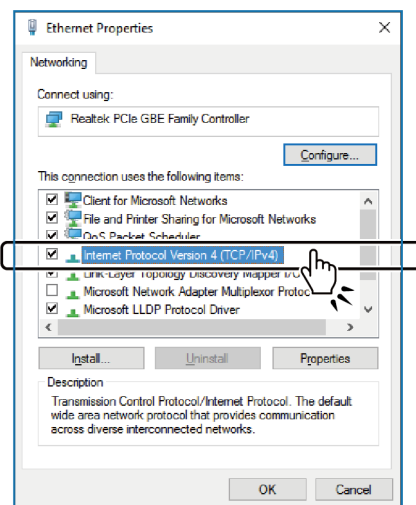 Ethernet Properties
Networking
Connect using:
Realtek PCIe GBE Family Controller
Configure...
This connection uses the following items:
Client for Microsoft Networks
File and Printer Sharing for Microsoft Networks
QoS Packet Scheduler
Internet Protocol Version 4 (TCP/IPv4)
Link-Layer Topology Discovery Mapper I/O
Microsoft Network Adapter Multiplexor Protoc
Microsoft LLDP Protocol Driver
Install... Uninstall Properties
Description
Transmission Control Protocol/Internet Protocol. The default
wide area network protocol that provides communication
across diverse interconnected networks.
OK Cancel